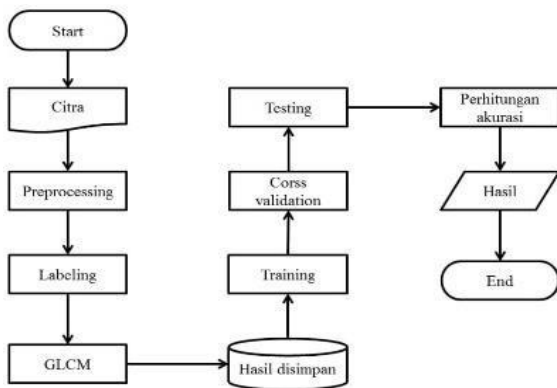 Start
Citra
Preprocessing
Labeling
GLCM
Hasil disimpan
Training
Corss
validation
Testing
Perhitungan
akurasi
Hasil
End